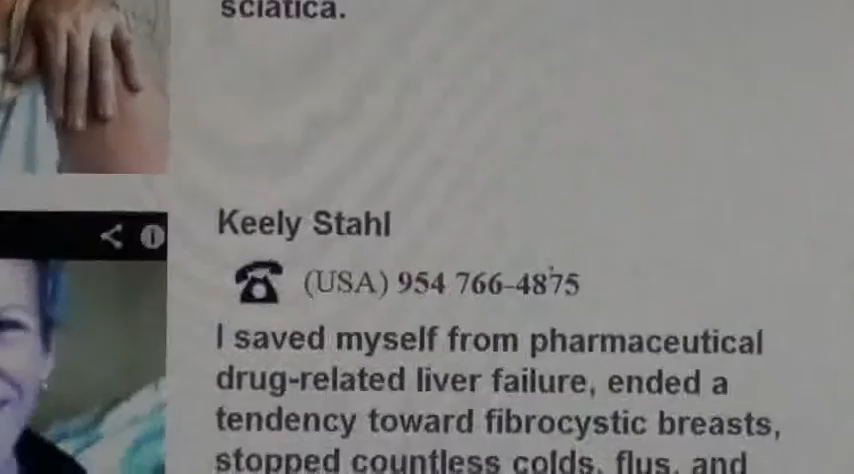 sciatica.
Keely Stahl
(USA) 954 766-4875
I saved myself from pharmaceutical
drug-related liver failure, ended a
tendency toward fibrocystic breasts,
stopped countless colds, flus, and